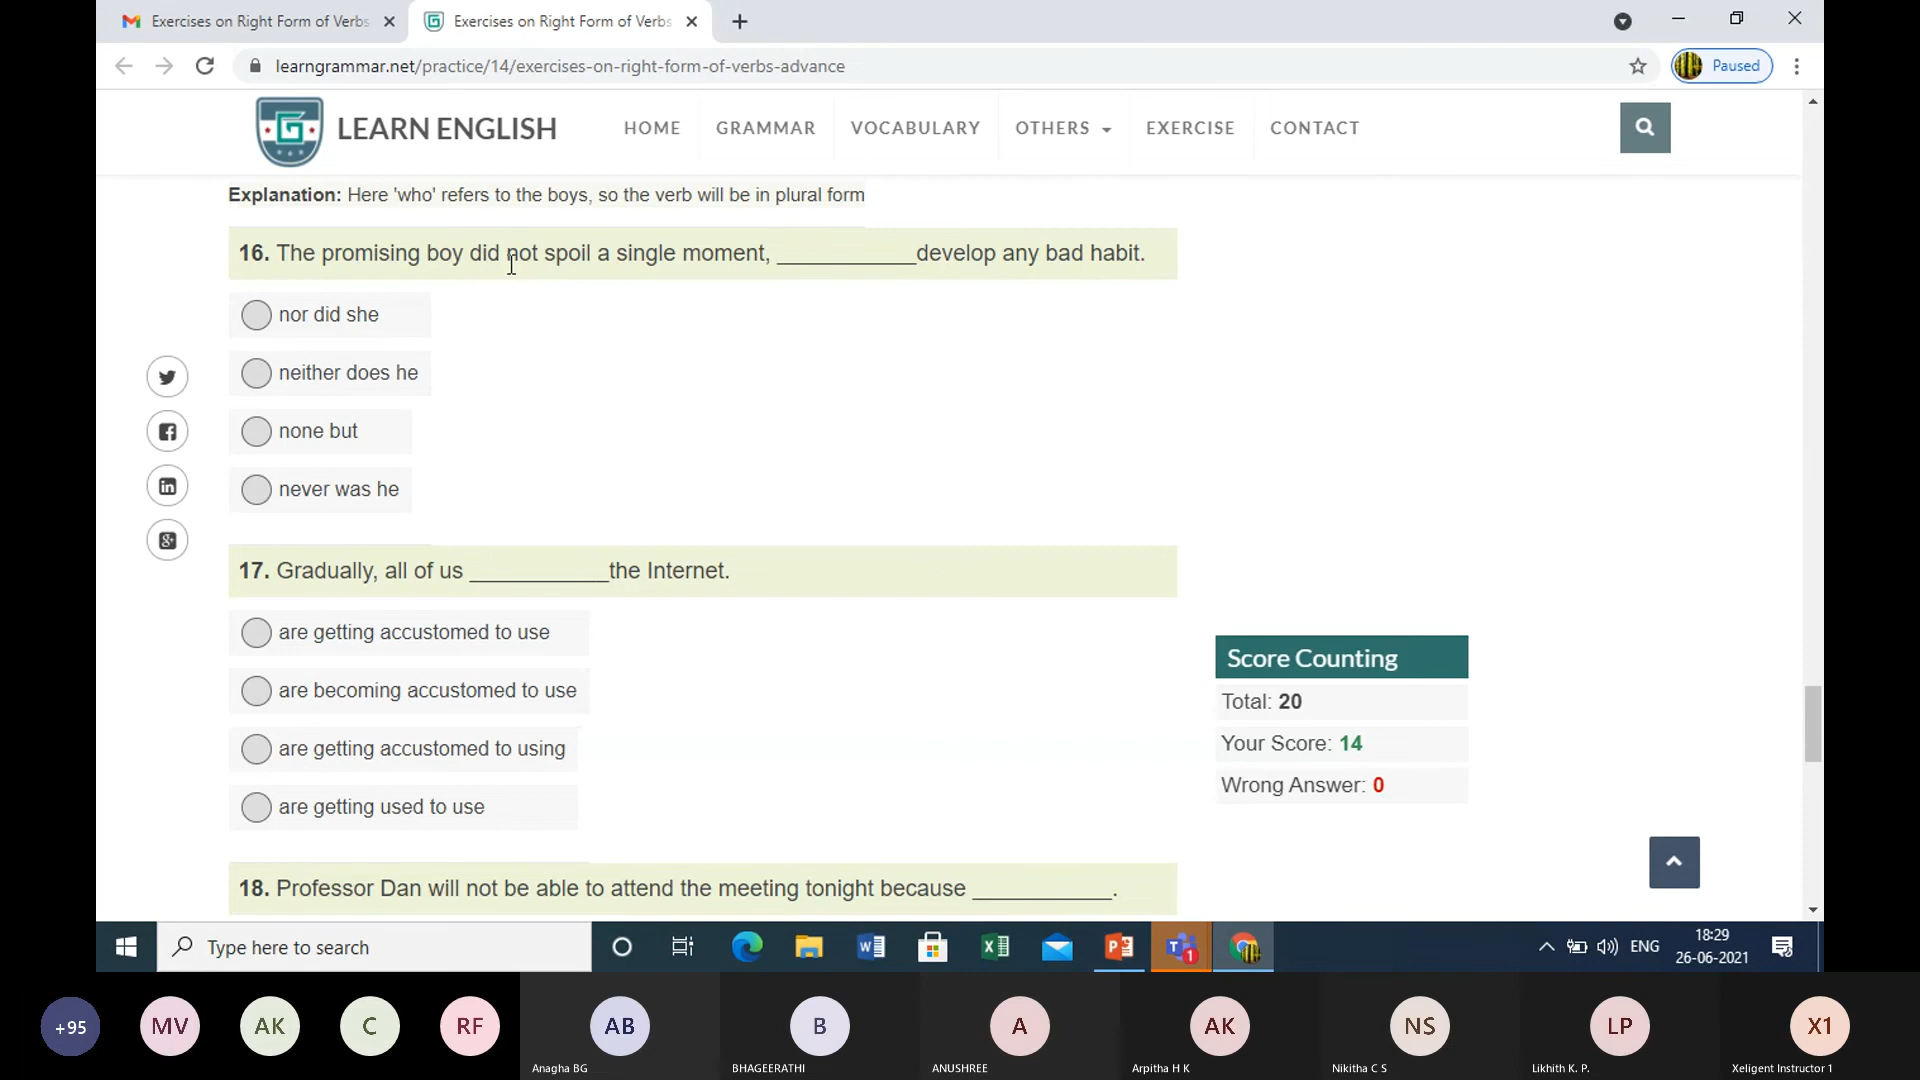 Exercises on Right Form of Verbs
Exercises on Right Form of Verbs
learngrammar.net/practice/14/exercises-on-right-form-of-verbs-advance
Paused
G
LEARN ENGLISH
HOME
GRAMMAR
VOCABULARY
OTHERS
EXERCISE
CONTACT
Explanation: Here 'who' refers to the boys, so the verb will be in plural form
16. The promising boy did not spoil a single moment, ____________develop any bad habit.
nor did she
neither does he
none but
never was he
17. Gradually, all of us ____________the Internet.
are getting accustomed to use
are becoming accustomed to use
are getting accustomed to using
are getting used to use
Score Counting
Total: 20
Your Score: 14
Wrong Answer: 0
18. Professor Dan will not be able to attend the meeting tonight because ____________.
Type here to search
ENG
18:29
26-06-2021
+95
MV
AK
C
RF
AB
B
A
AK
NS
LP
X1
Anagha BG
BHAGEERATHI
ANUSHREE
Arpitha H K
Nikitha C S
Likhith K. P.
Xeligent Instructor 1